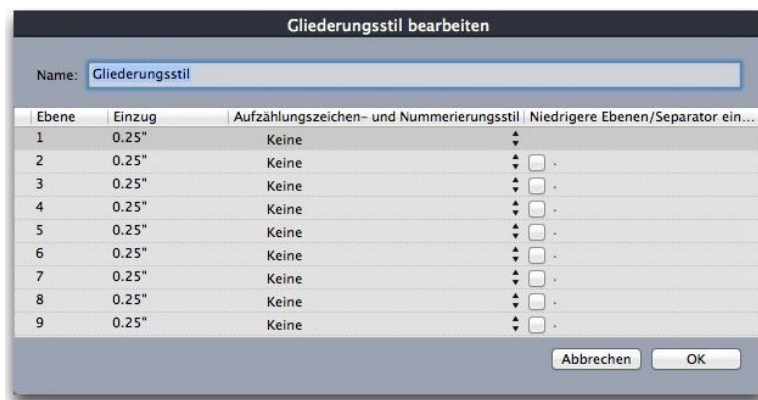 Gliederungsstil bearbeiten
Name: Gliederungsstil
Ebene Einzug Aufzählungszeichen- und Nummerierungsstil Niedrigere Ebenen/Separator ein...
1 0.25" Keine
2 0.25" Keine .
3 0.25" Keine .
4 0.25" Keine .
5 0.25" Keine .
6 0.25" Keine .
7 0.25" Keine .
8 0.25" Keine .
9 0.25" Keine .
Abbrechen OK